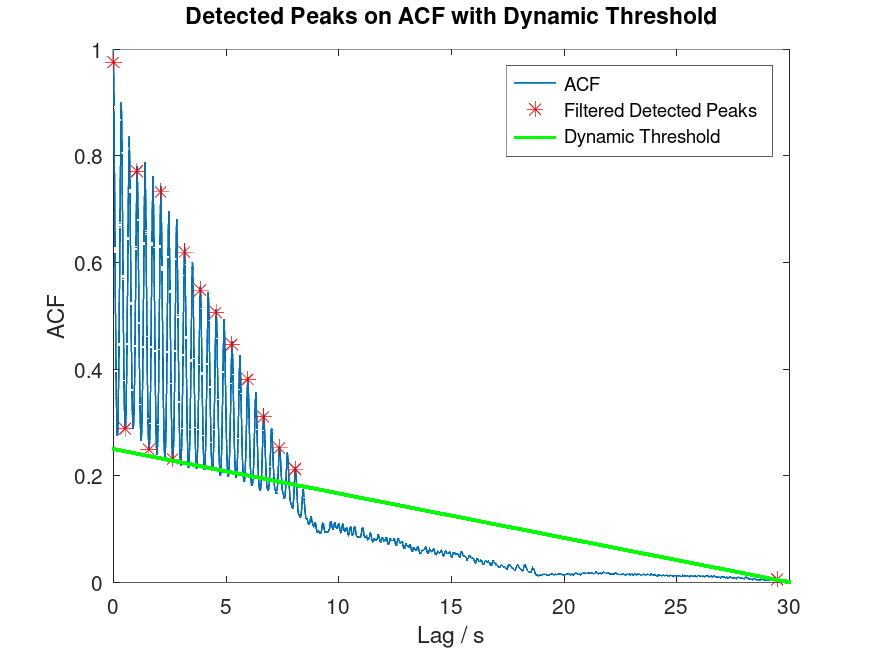 Detected Peaks on ACF with Dynamic Threshold
1
ACF
Filtered Detected Peaks
Dynamic Threshold
0.8
0.6
ACF
0.4
0.2
0
0 5 10 15 20 25 30
Lag / s